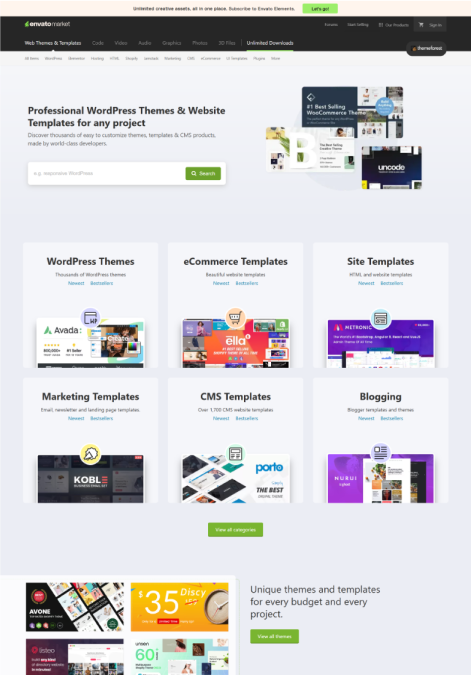 Unlimited creative assets, all in one place. Subscribe to Envato Elements.
Let's go!
envatomarket
Forums Start Selling Our Products Sign In
Web Themes & Templates Code Video Audio Graphics Photos 3D Files Unlimited Downloads
themeforest
All Items WordPress Elementor Hosting HTML Shopify Jamstack Marketing CMS eCommerce UI Templates Plugins More
Professional WordPress Themes & Website
Templates for any project
Discover thousands of easy to customize themes, templates & CMS products,
made by world-class developers.
e.g. responsive WordPress
Search
#1 Best Selling
WooCommerce Theme
The Best Selling
uncode
WordPress Themes
Thousands of WordPress themes
Newest Bestsellers
Avada
#1 Seller
eCommerce Templates
Beautiful website templates
Newest Bestsellers
ella
Site Templates
HTML and website templates
Newest Bestsellers
METRONIC
Marketing Templates
Email, newsletter and landing page templates
Newest Bestsellers
KOBLE
CMS Templates
Over 1,700 CMS website templates
Newest Bestsellers
porto
THE BEST
Blogging
Blogger templates and themes
Newest Bestsellers
NURUI
View all categories
AVONE
$35
listeo
60i
Unique themes and templates
for every budget and every
project.
View all themes